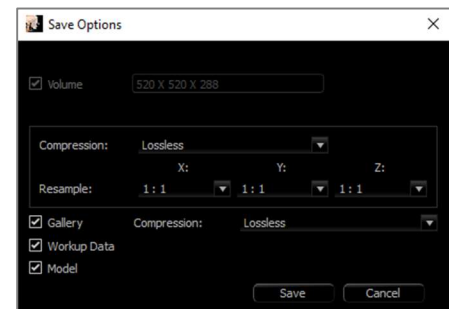 Save Options
Volume 520 X 520 X 288
Compression: Lossless
X: Y: Z:
Resample: 1 : 1 1 : 1 1 : 1
Gallery Compression: Lossless
Workup Data
Model
Save Cancel